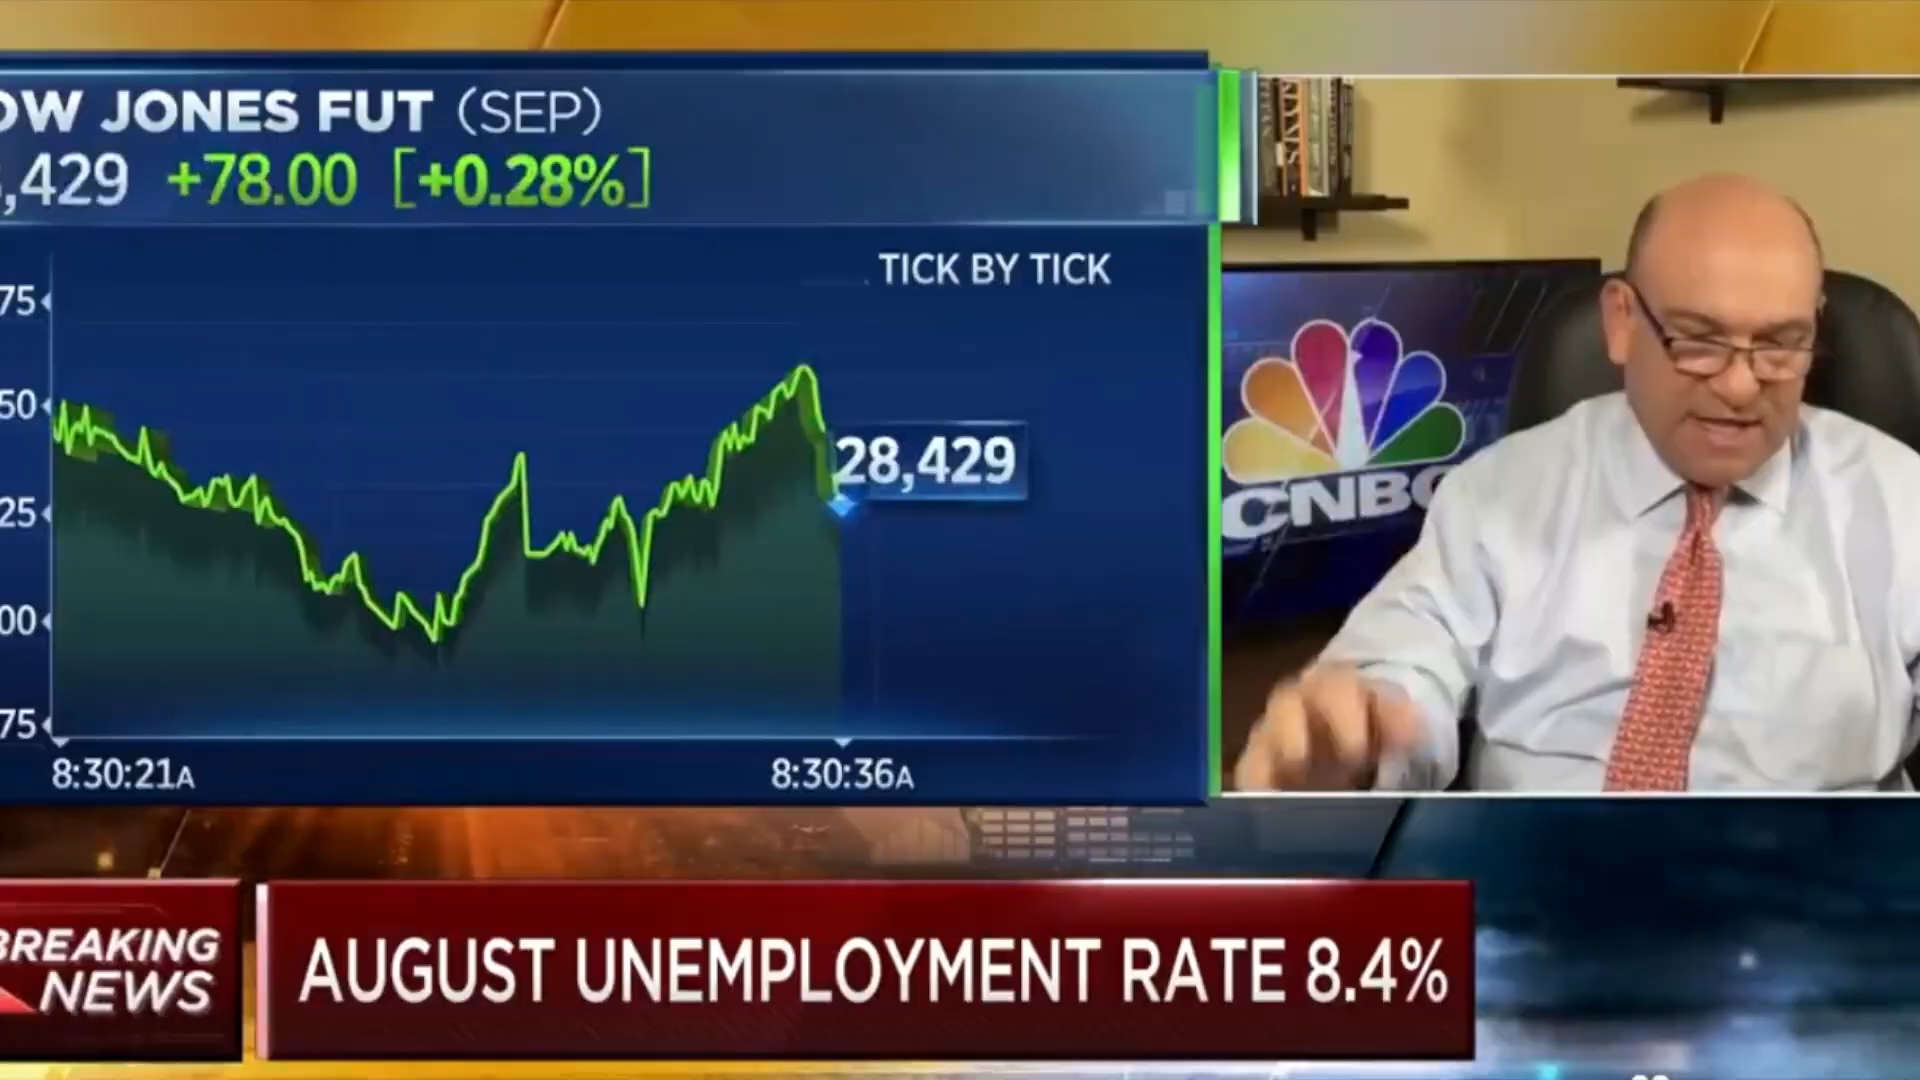 OW JONES FUT (SEP)
,429 +78.00 [+0.28%]
TICK BY TICK
75
50
28,429
25
00
75
8:30:21A
8:30:36A
CNBC
BREAKING
NEWS
AUGUST UNEMPLOYMENT RATE 8.4%